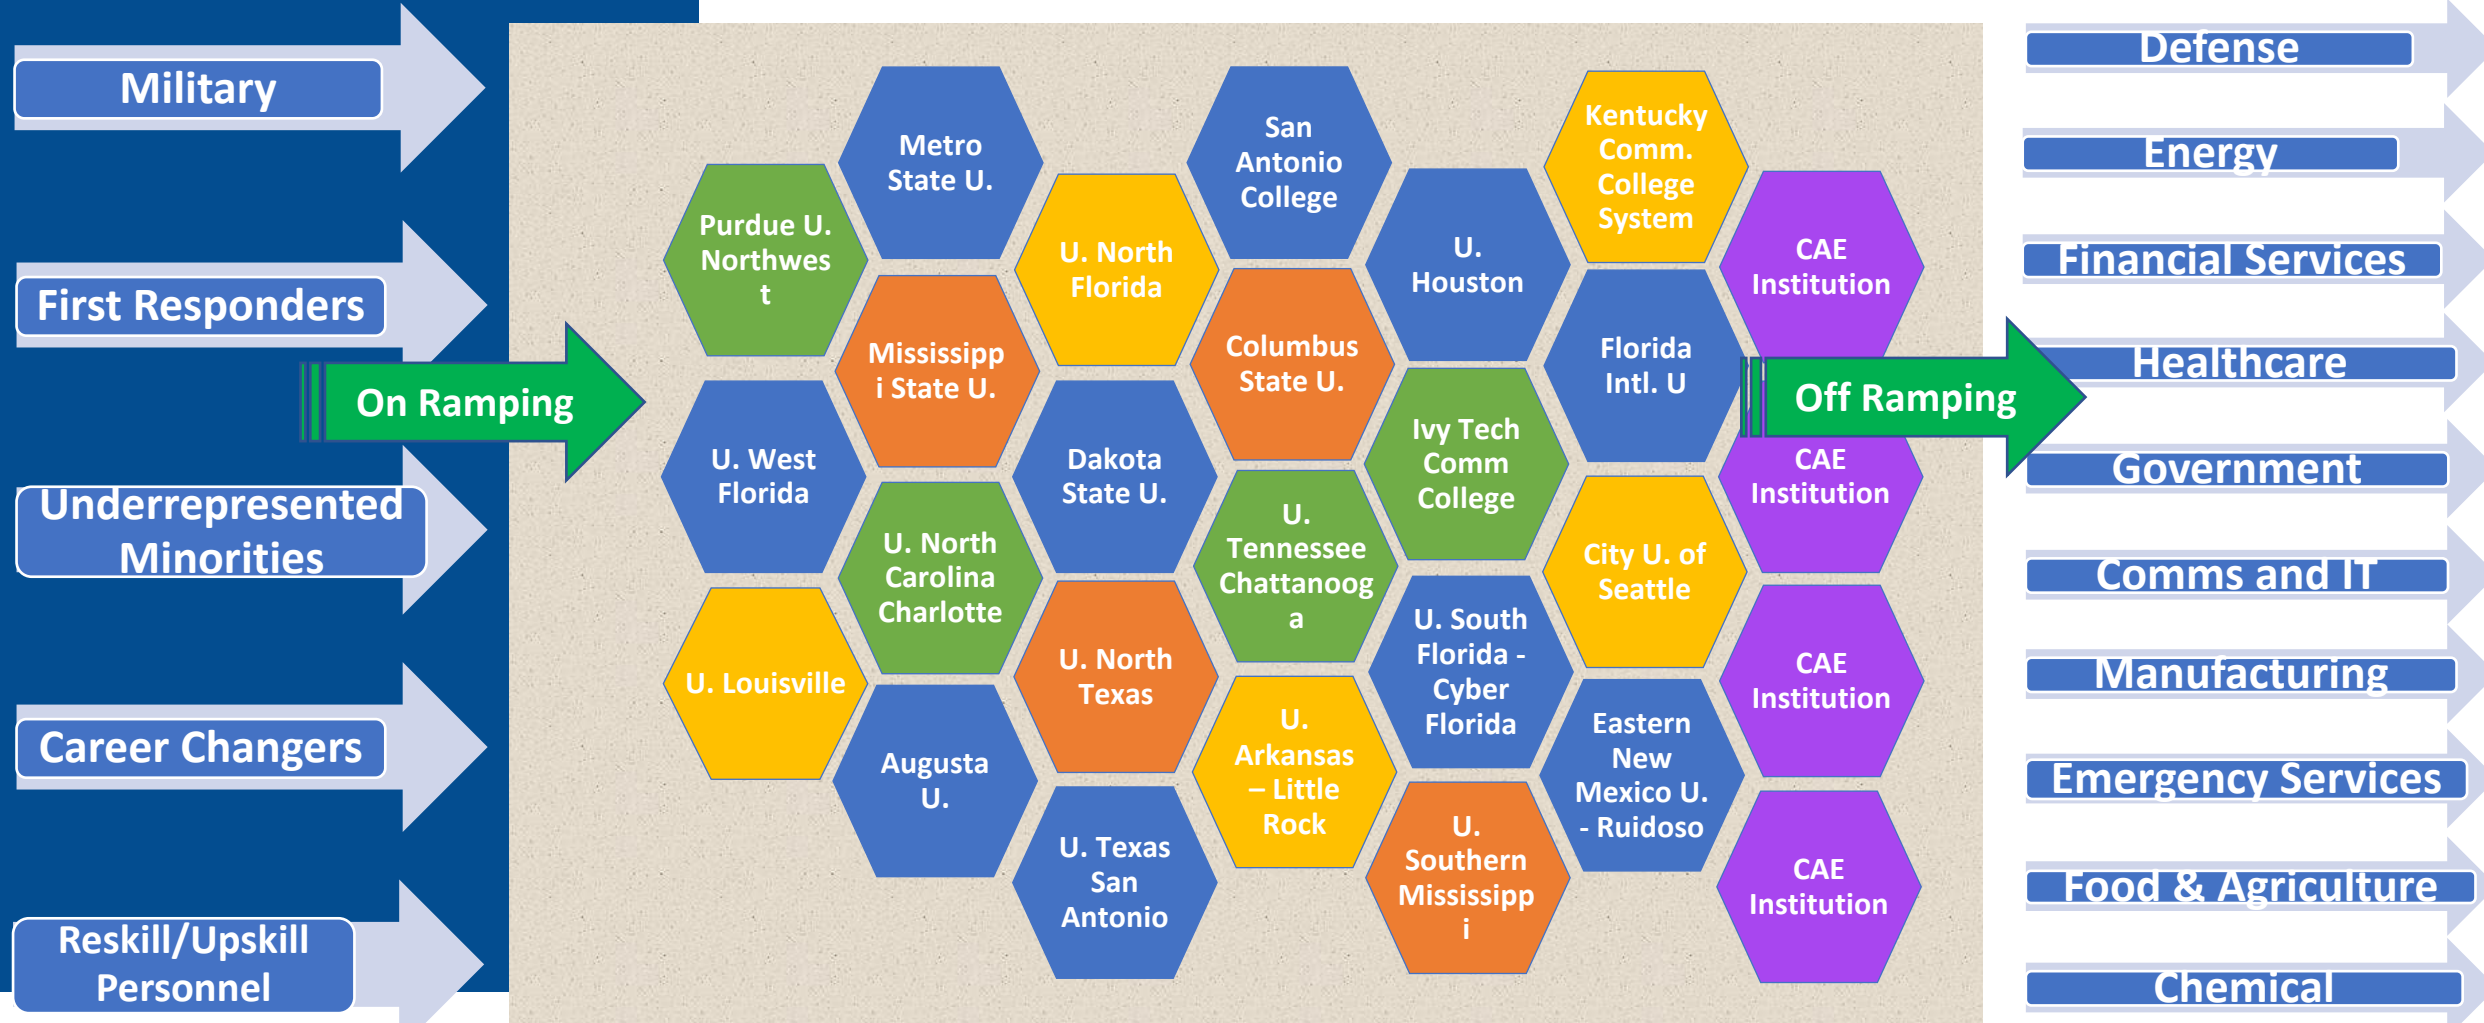 Military
First Responders
On Ramping
Underrepresented
Minorities
Career Changers
Reskill/Upskill
Personnel
Purdue U.
Northwes
t
U. West
Florida
U. Louisville
Metro
State U.
Mississipp
i State U.
U. North
Carolina
Charlotte
Augusta
U.
U. North
Florida
Dakota
State U.
U. North
Texas
U. Texas
San
Antonio
San
Antonio
College
Columbus
State U.
U.
Tennessee
Chattanoog
a
U.
Arkansas
– Little
Rock
U.
Houston
Ivy Tech
Comm
College
U. South
Florida -
Cyber
Florida
U.
Southern
Mississipp
i
Kentucky
Comm.
College
System
Florida
Intl. U
City U. of
Seattle
Eastern
New
Mexico U.
- Ruidoso
CAE
Institution
CAE
Institution
CAE
Institution
CAE
Institution
Off Ramping
Defense
Energy
Financial Services
Healthcare
Government
Comms and IT
Manufacturing
Emergency Services
Food & Agriculture
Chemical